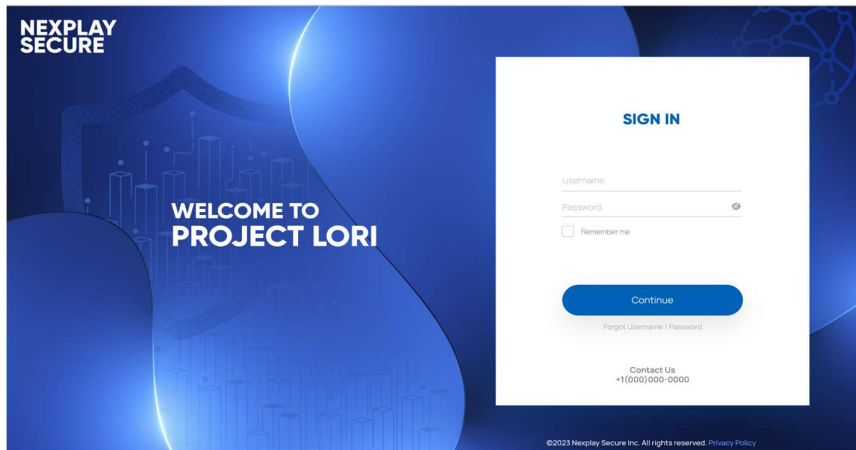 NEXPLAY
SECURE
WELCOME TO
PROJECT LORI
SIGN IN
Username
Password
Remember me
Continue
Forgot Username / Password
Contact Us
+1(000)000-0000
©2023 Nexplay Secure Inc. All rights reserved. Privacy Policy